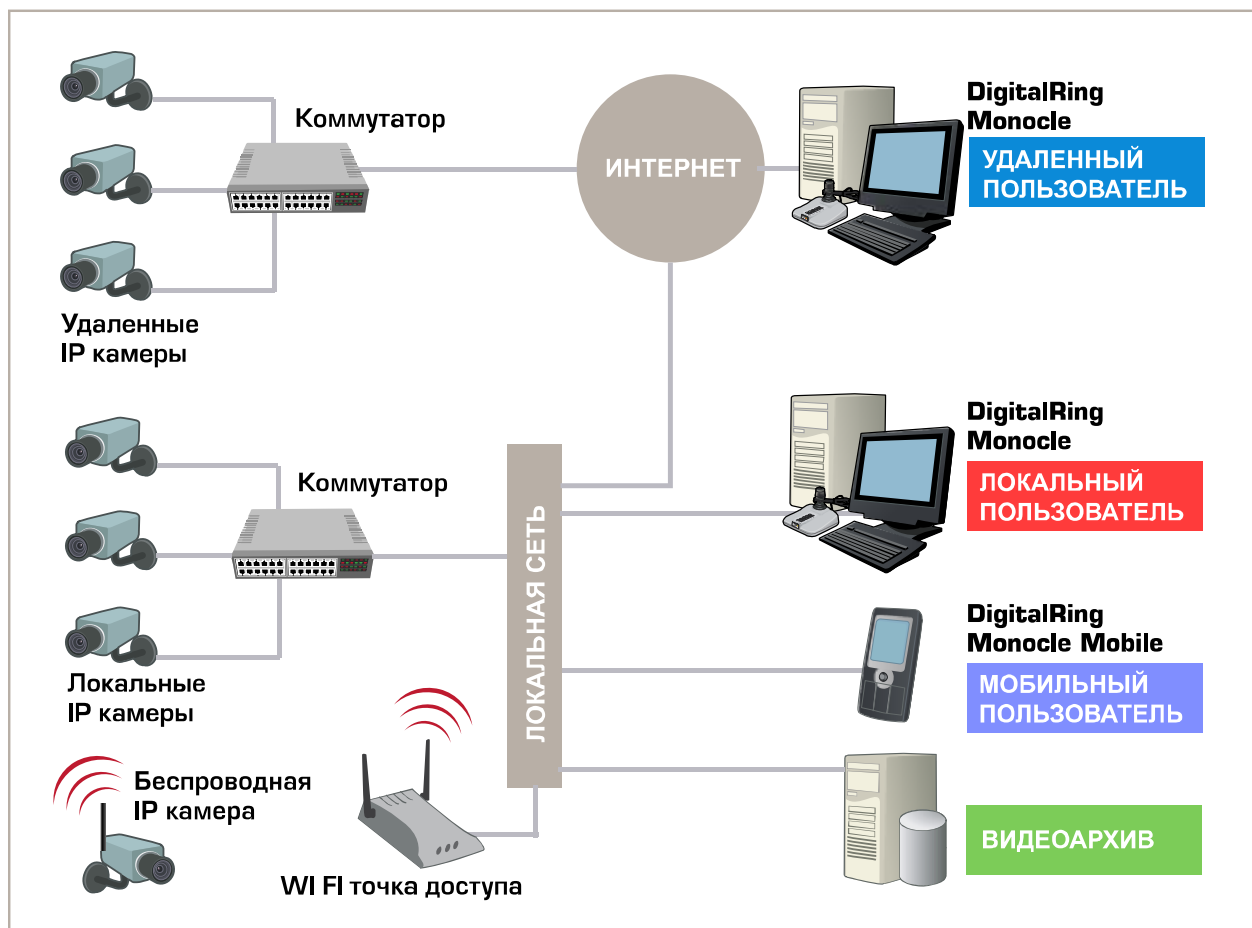 Коммутатор
ИНТЕРНЕТ
DigitalRing
Monocle
УДАЛЕННЫЙ
ПОЛЬЗОВАТЕЛЬ
Удаленные
IP камеры
Коммутатор
DigitalRing
Monocle
ЛОКАЛЬНЫЙ
ПОЛЬЗОВАТЕЛЬ
ЛОКАЛЬНАЯ СЕТЬ
Локальные
IP камеры
DigitalRing
Monocle Mobile
МОБИЛЬНЫЙ
ПОЛЬЗОВАТЕЛЬ
Беспроводная
IP камера
WI FI точка доступа
ВИДЕОАРХИВ